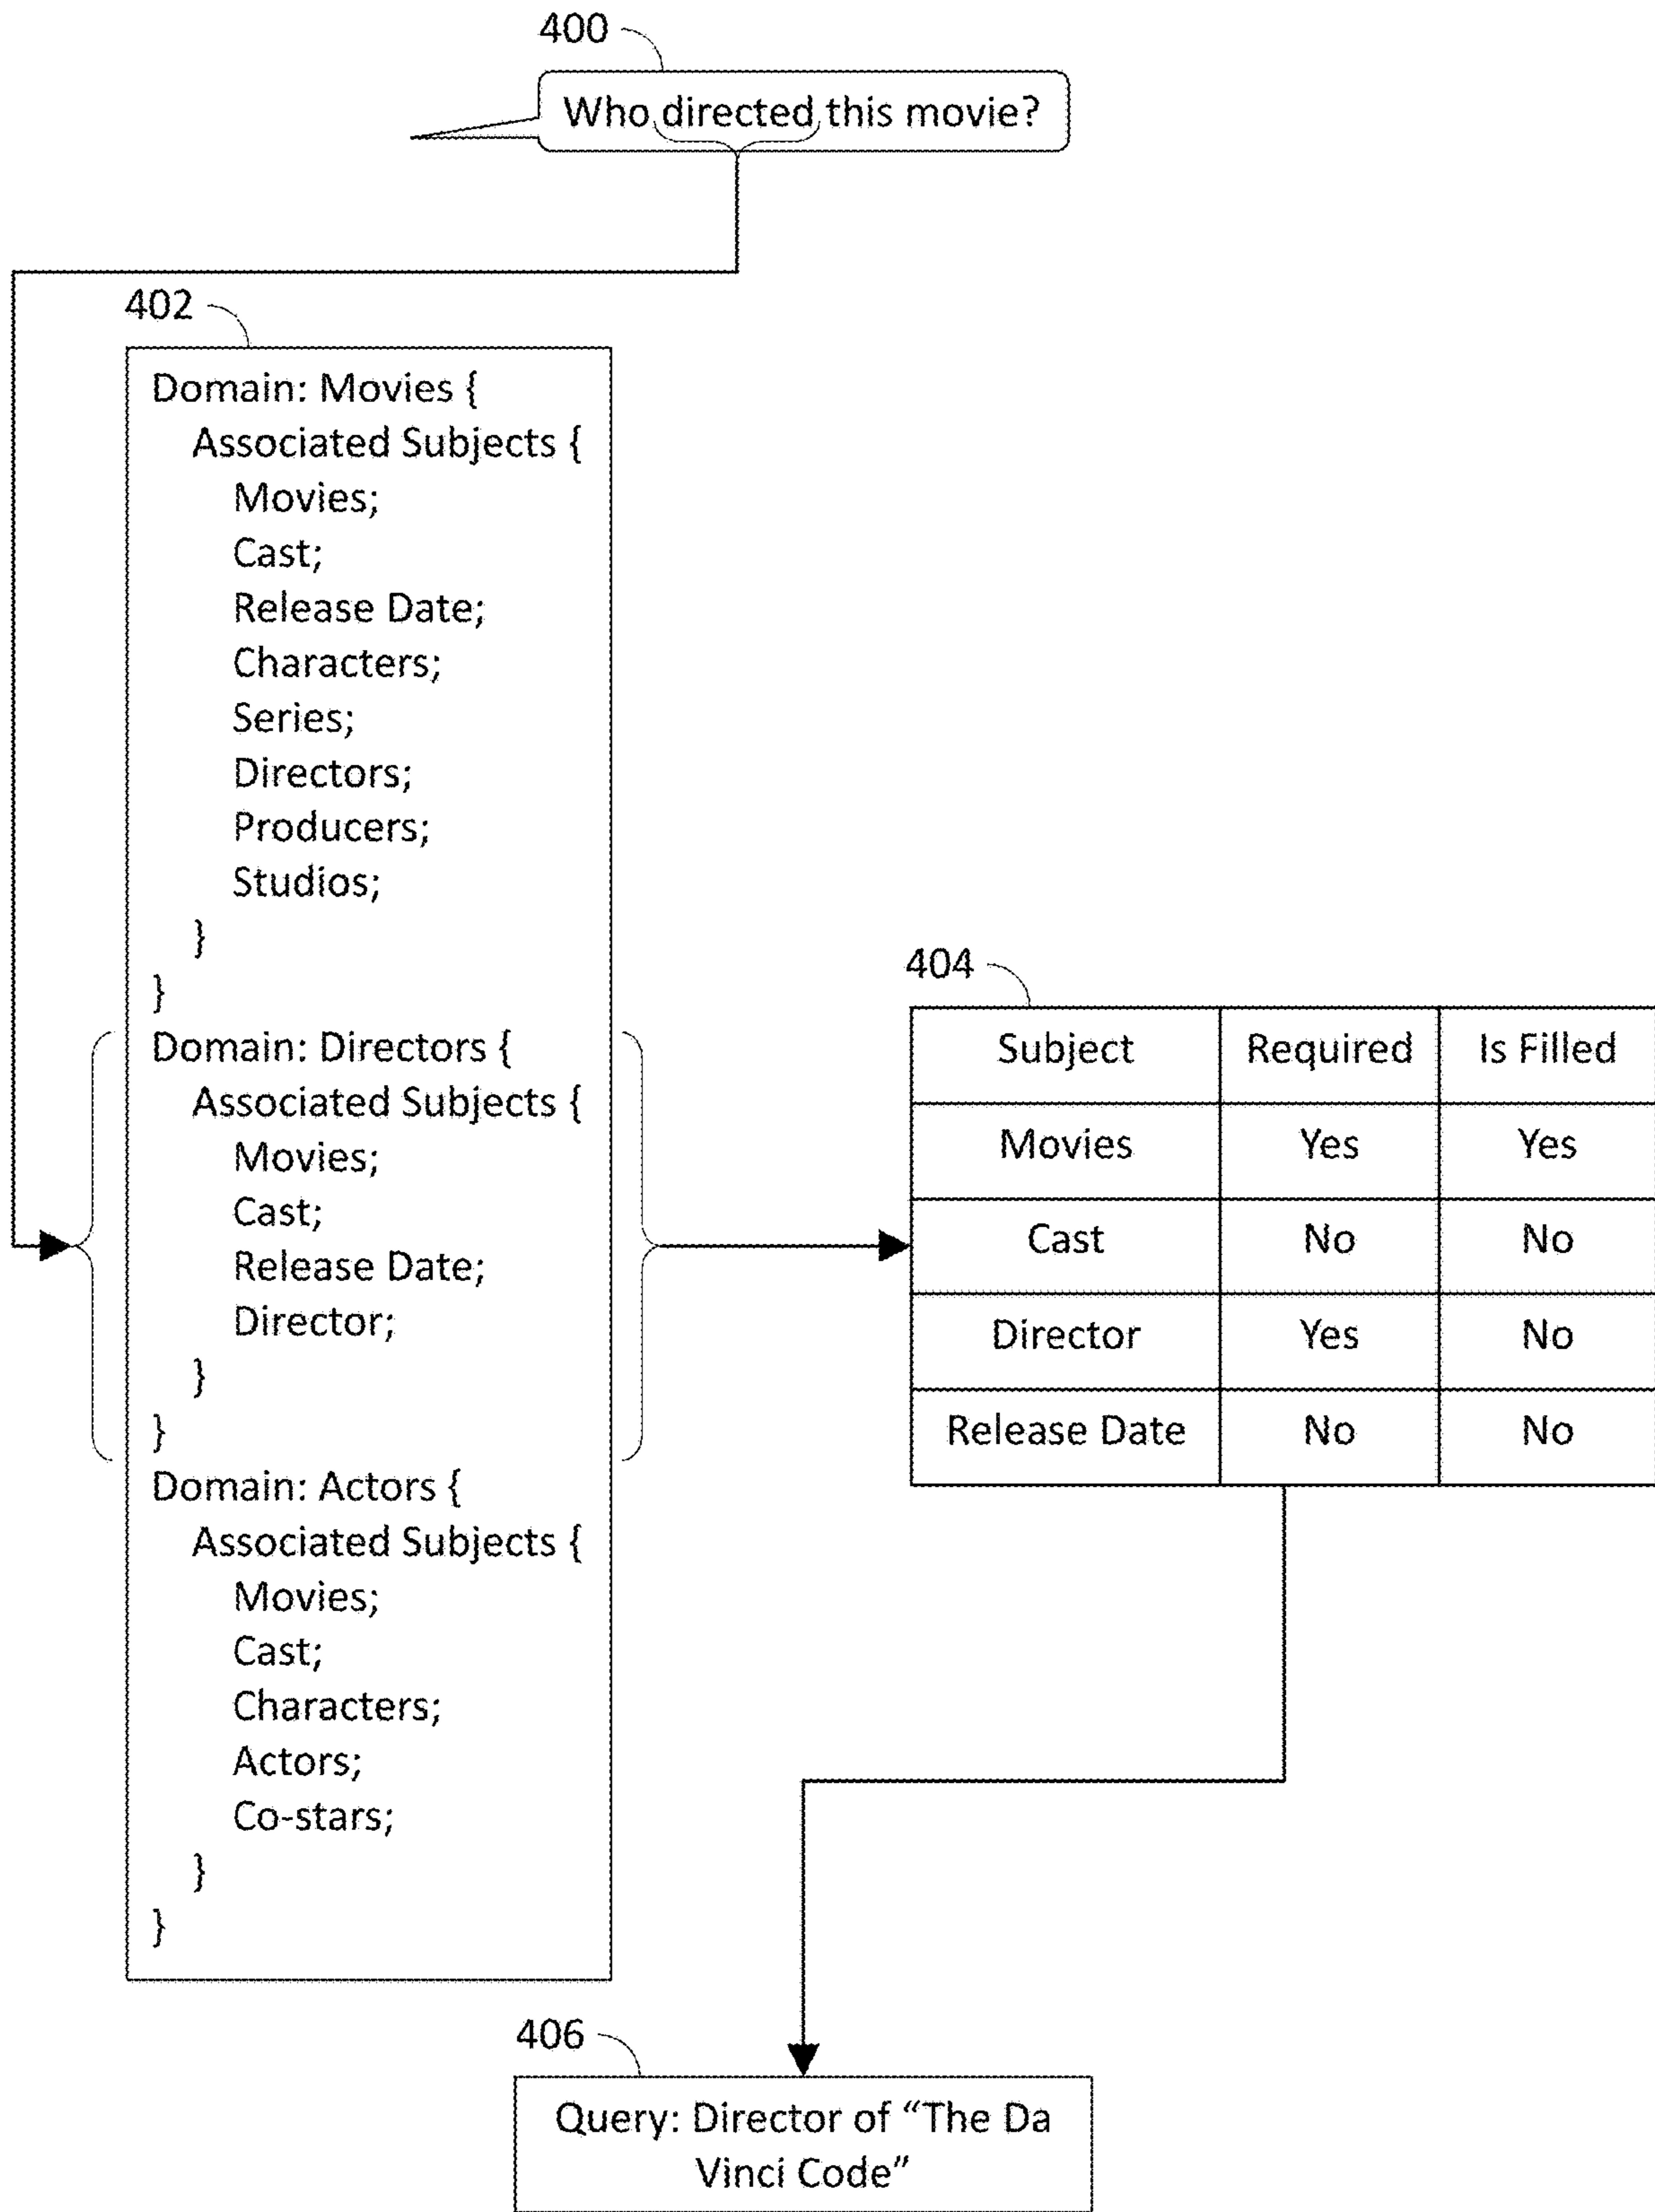 400
Who directed this movie?
402
Domain: Movies {
Associated Subjects {
Movies;
Cast;
Release Date;
Characters;
Series;
Directors;
Producers;
Studios;
}
}
Domain: Directors {
Associated Subjects {
Movies;
Cast;
Release Date;
Director;
}
}
Domain: Actors {
Associated Subjects {
Movies;
Cast;
Characters;
Actors;
Co-stars;
}
}
404
Subject Required Is Filled
Movies Yes Yes
Cast No No
Director Yes No
Release Date No No
406
Query: Director of “The Da
Vinci Code”